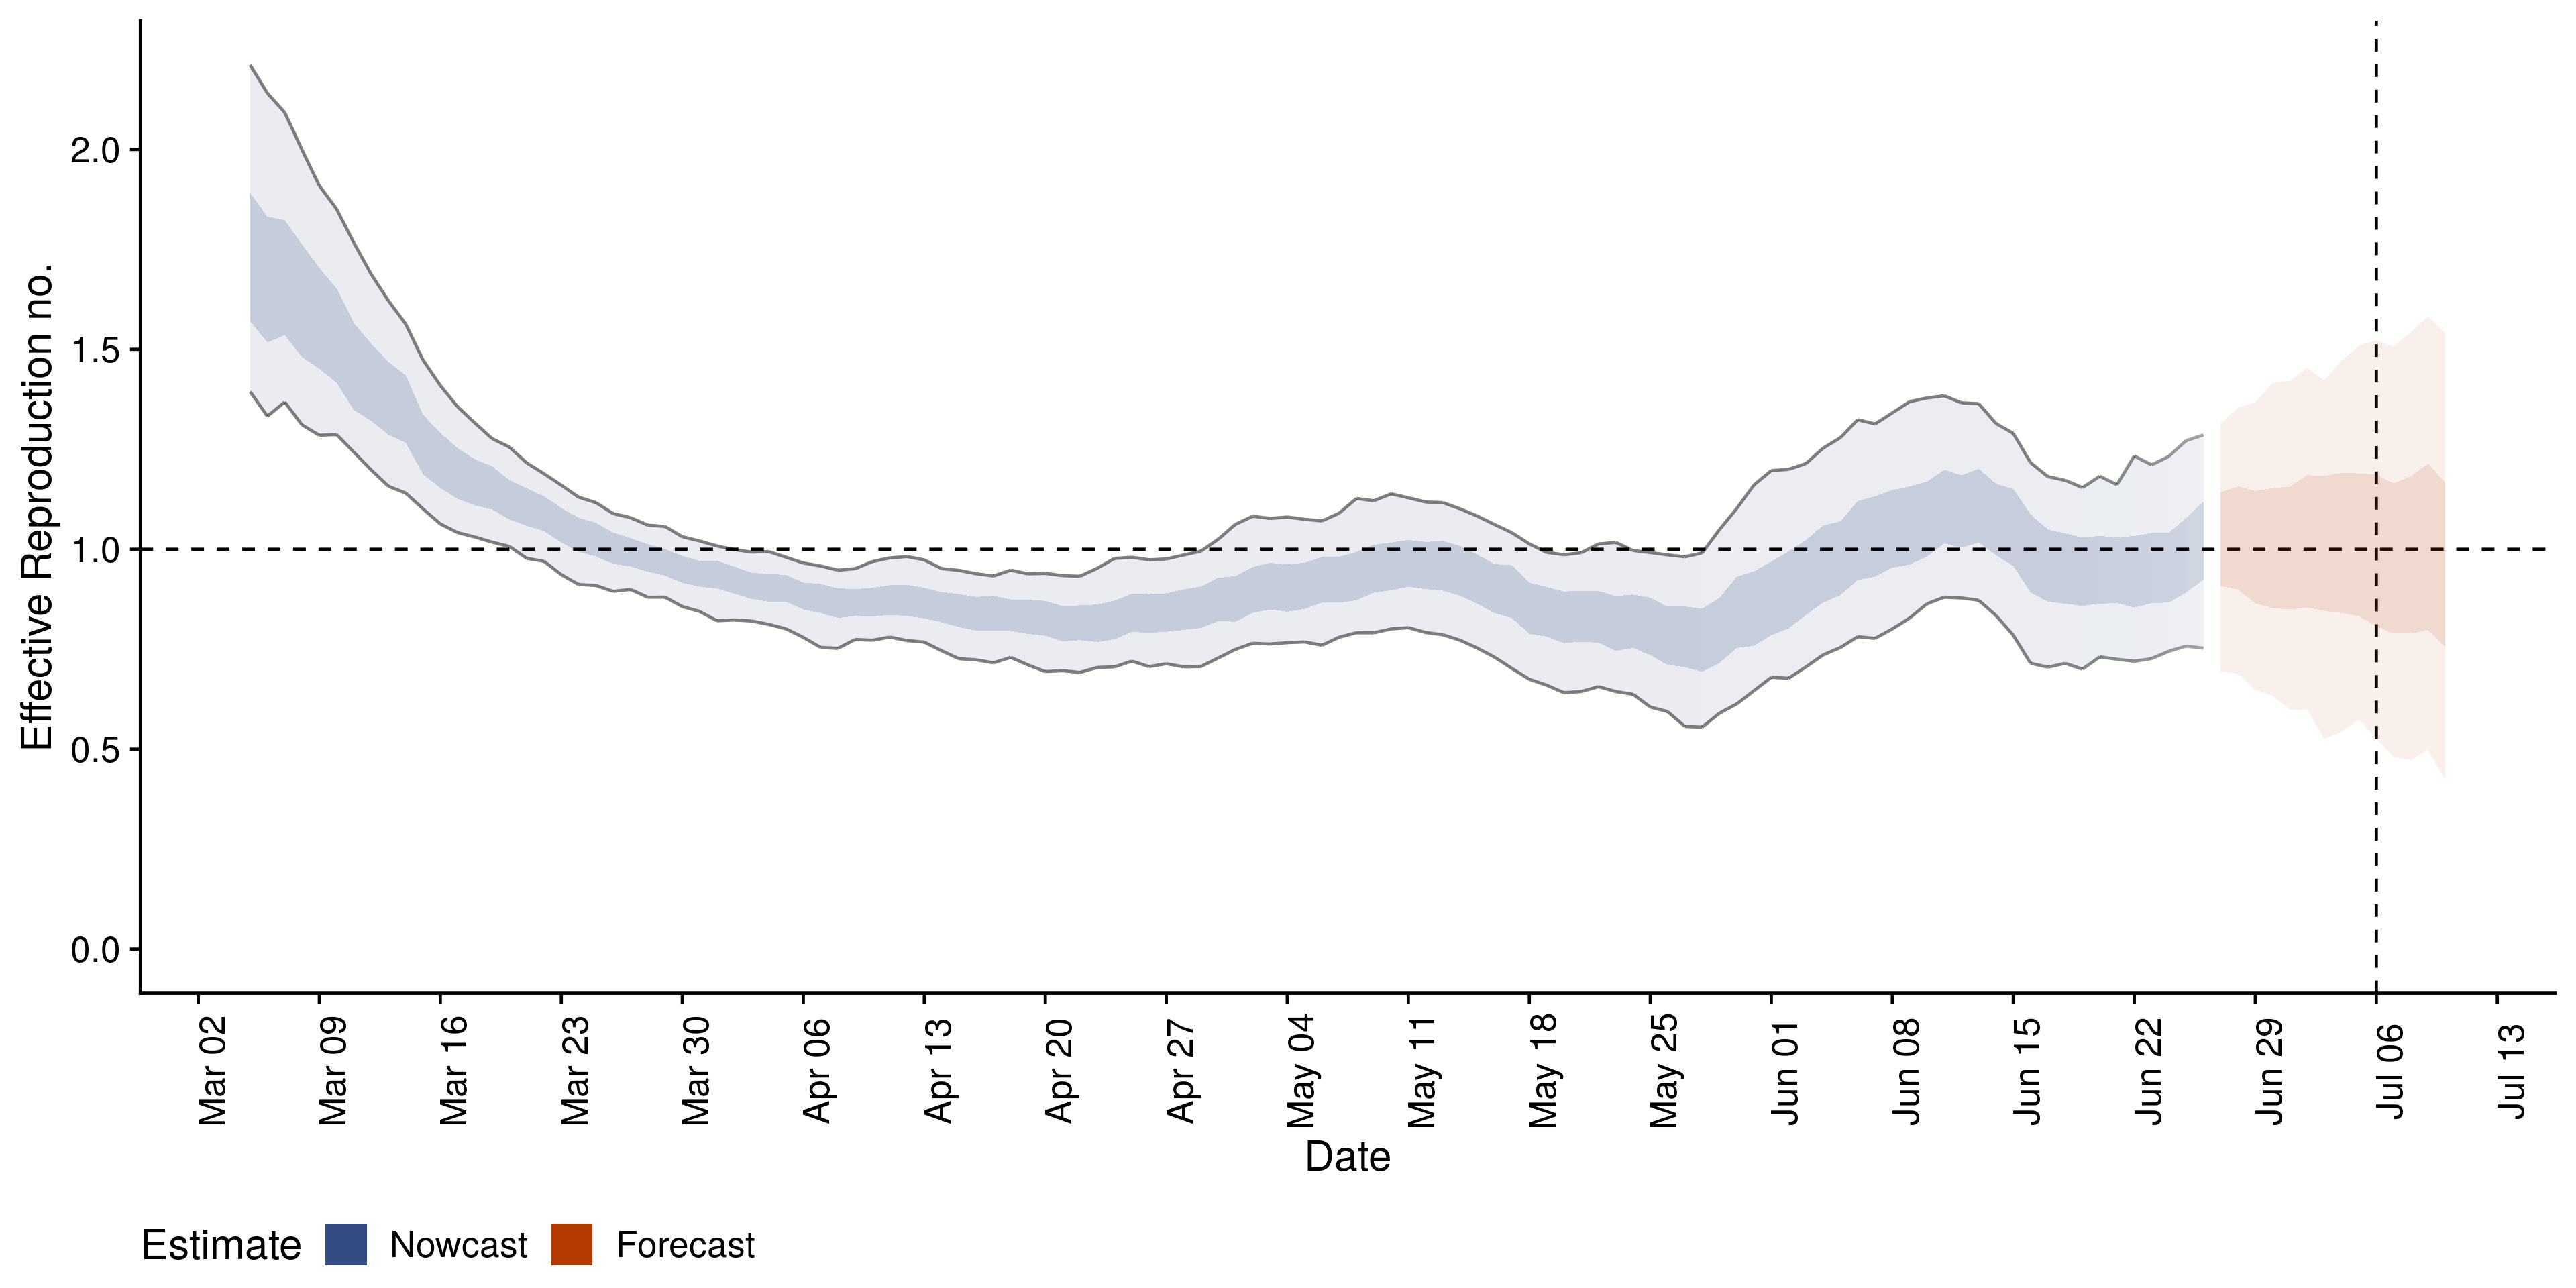 Effective Reproduction no.
2.0
1.5
1.0
0.5
0.0
Mar 02
Mar 09
Mar 16
Mar 23
Mar 30
Apr 06
Apr 13
Apr 20
Apr 27
May 04
May 11
May 18
May 25
Jun 01
Jun 08
Jun 15
Jun 22
Jun 29
Jul 06
Jul 13
Date
Estimate Nowcast Forecast